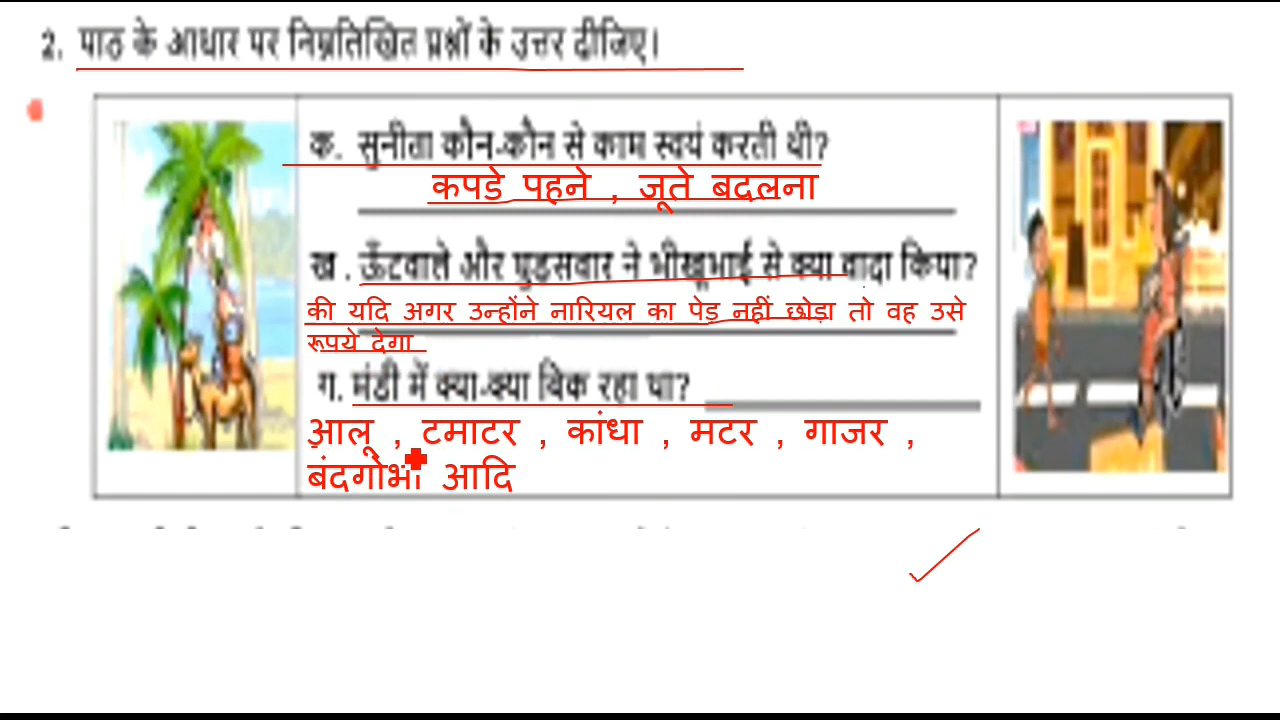 2. पाठ के आधार पर निम्नलिखित प्रश्नों के उत्तर दीजिए।
क. सुनीता कौन-कौन से काम स्वयं करती थी?
कपडे पहने , जूते बदलना
ख . ऊँटवाले और घुड़सवार ने भीखूभाई से क्या वादा किया?
की यदि अगर उन्होंने नारियल का पेड़ नहीं छोड़ा तो वह उसे
रूपये देगा
ग. मंडी में क्या-क्या बिक रहा था?
आलू , टमाटर , कांधा , मटर , गाजर ,
बंदगोभी आदि